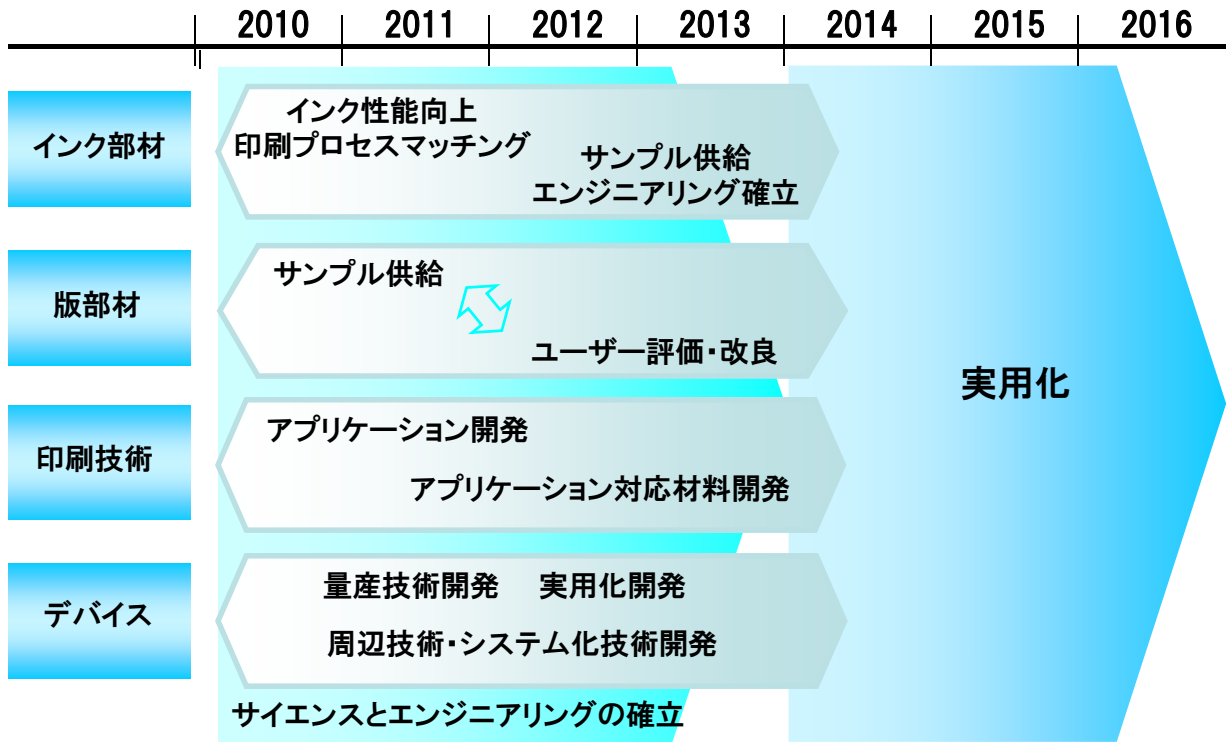 2010 2011 2012 2013 2014 2015 2016
インク部材
インク性能向上
印刷プロセスマッチング
サンプル供給
エンジニアリング確立
版部材
サンプル供給
ユーザー評価・改良
実用化
印刷技術
アプリケーション開発
アプリケーション対応材料開発
デバイス
量産技術開発 実用化開発
周辺技術・システム化技術開発
サイエンスとエンジニアリングの確立